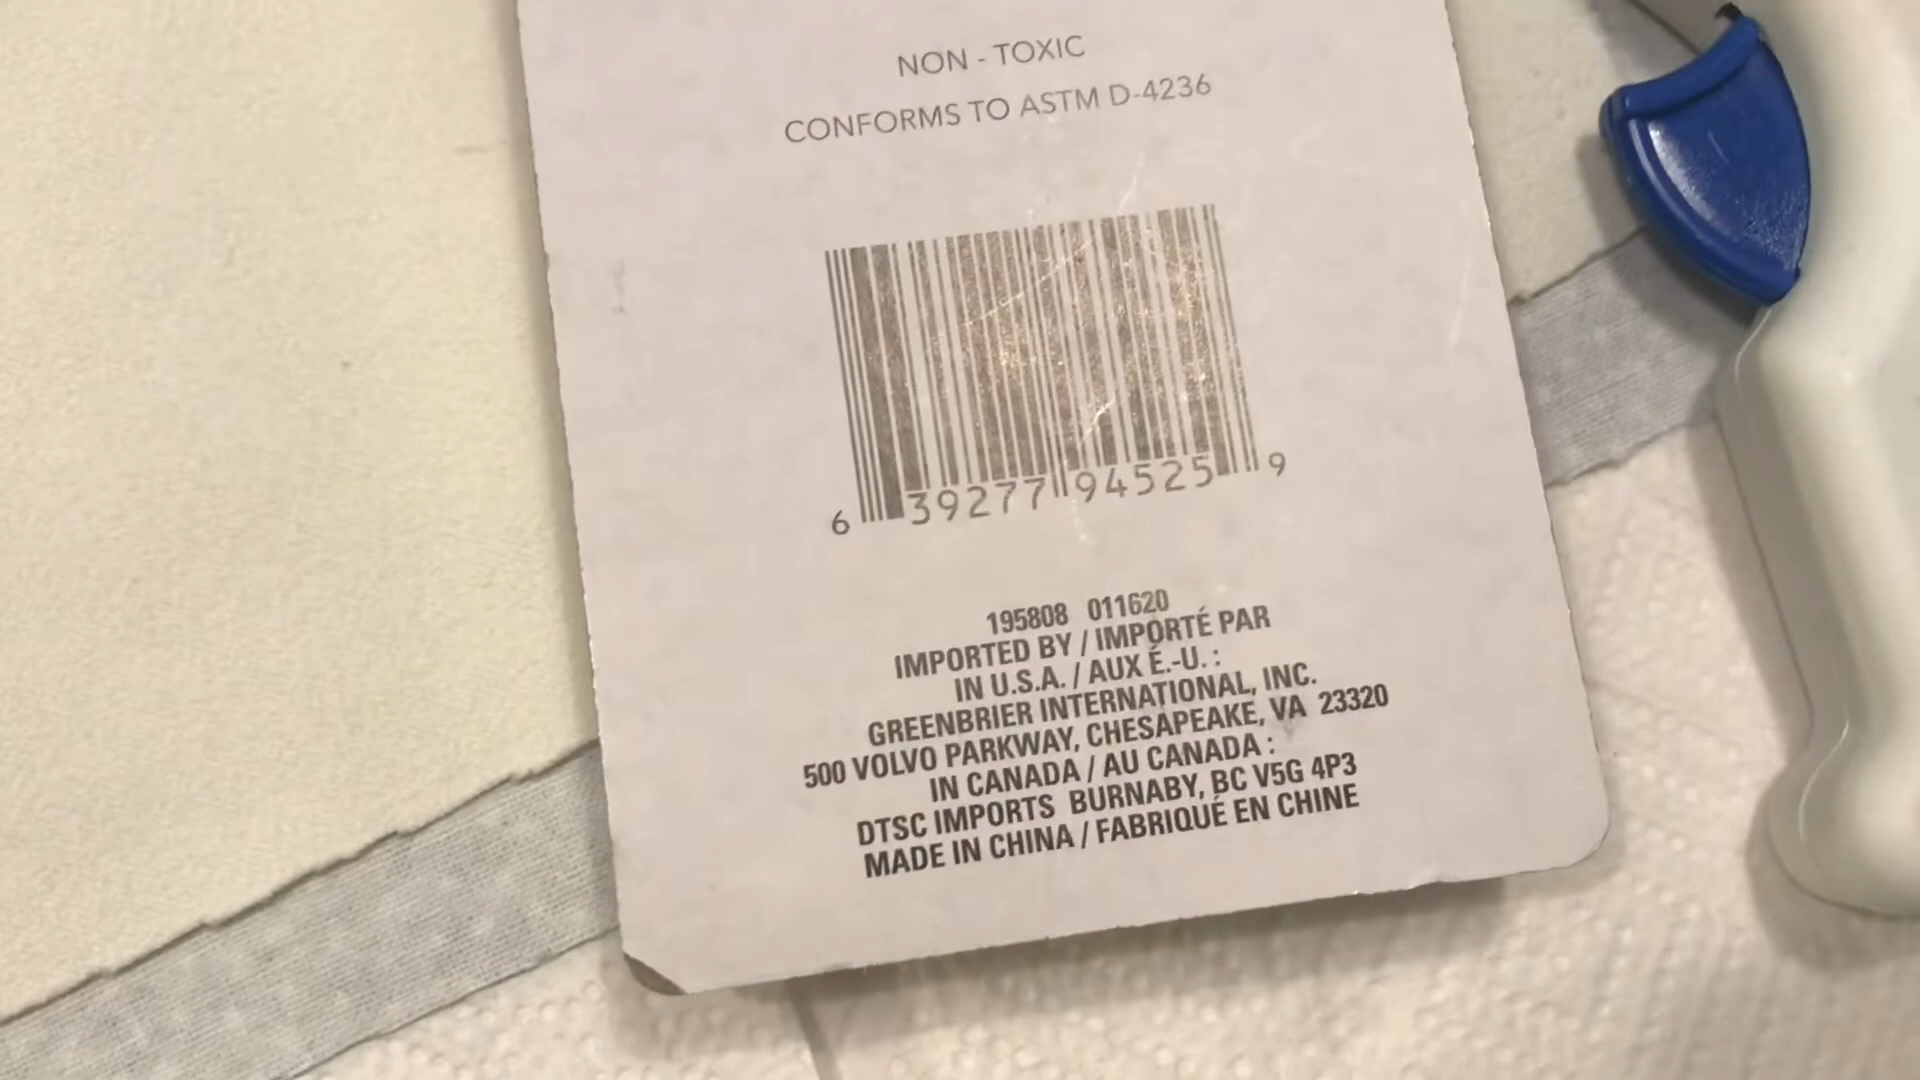 NON - TOXIC
CONFORMS TO ASTM D-4236
6 39277 94525 9
195808 011620
IMPORTED BY / IMPORTÉ PAR
IN U.S.A. / AUX É.-U. :
GREENBRIER INTERNATIONAL, INC.
500 VOLVO PARKWAY, CHESAPEAKE, VA 23320
IN CANADA / AU CANADA :
DTSC IMPORTS BURNABY, BC V5G 4P3
MADE IN CHINA / FABRIQUÉ EN CHINE